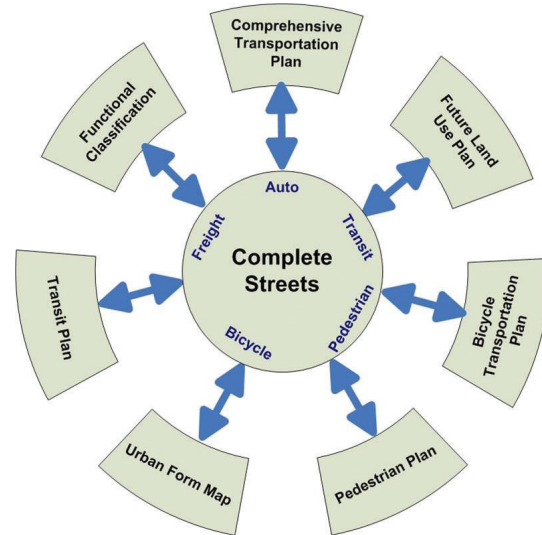 Comprehensive
Transportation
Plan
Future Land
Use Plan
Bicycle
Transportation
Plan
Pedestrian Plan
Urban Form Map
Transit Plan
Functional
Classification
Auto
Transit
Pedestrian
Bicycle
Freight
Complete
Streets